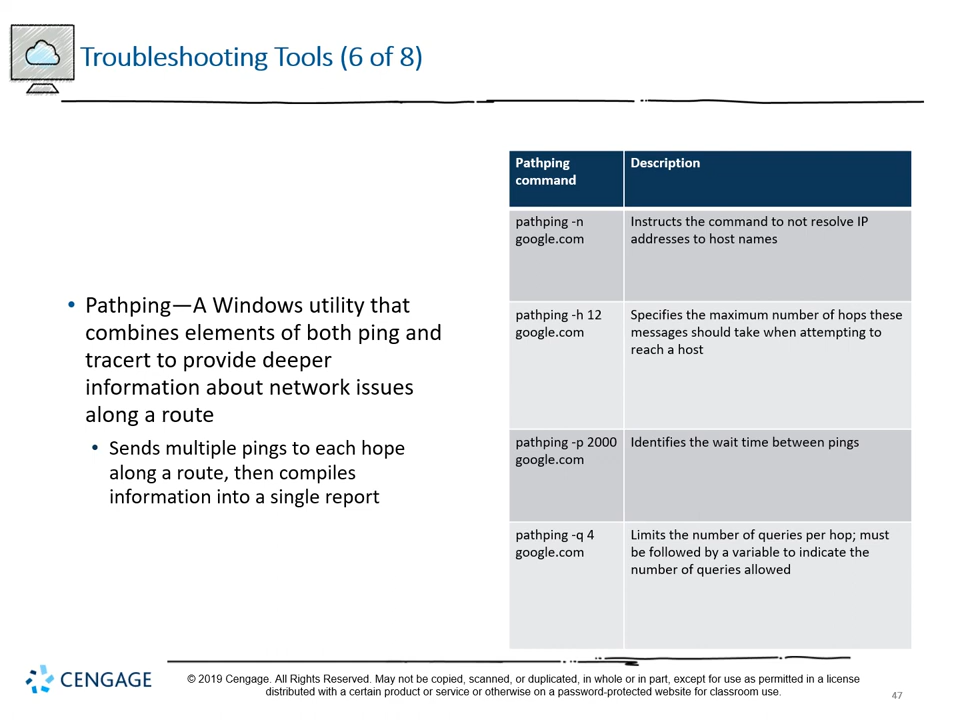 Troubleshooting Tools (6 of 8)
• Pathping—A Windows utility that
combines elements of both ping and
tracert to provide deeper
information about network issues
along a route
• Sends multiple pings to each hope
along a route, then compiles
information into a single report
Pathping
command
Description
pathping -n
google.com
Instructs the command to not resolve IP
addresses to host names
pathping -h 12
google.com
Specifies the maximum number of hops these
messages should take when attempting to
reach a host
pathping -p 2000
google.com
Identifies the wait time between pings
pathping -q 4
google.com
Limits the number of queries per hop; must
be followed by a variable to indicate the
number of queries allowed
CENGAGE
© 2019 Cengage. All Rights Reserved. May not be copied, scanned, or duplicated, in whole or in part, except for use as permitted in a license
distributed with a certain product or service or otherwise on a password-protected website for classroom use.
47